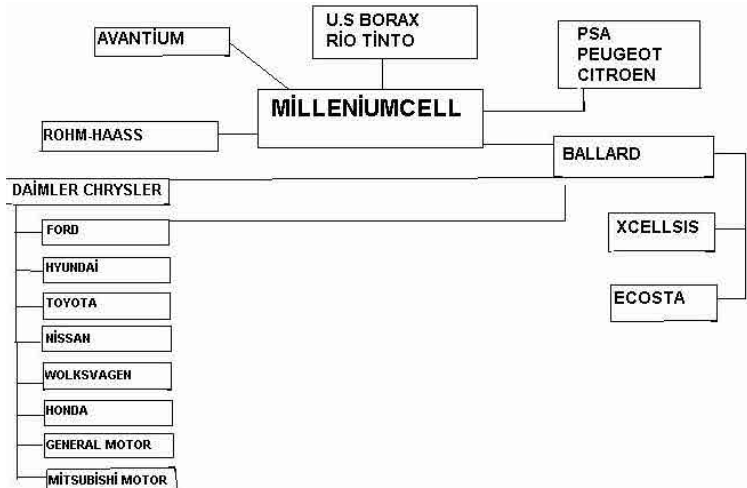 U.S BORAX
RİO TİNTO
AVANTİUM
PSA
PEUGEOT
CITROEN
MİLLENİUMCELL
ROHM-HAASS
BALLARD
DAİMLER CHRYSLER
FORD
XCELLSIS
HYUNDAİ
ECOSTA
TOYOTA
NİSSAN
WOLKSVAGEN
HONDA
GENERAL MOTOR
MİTSUBİSHİ MOTOR